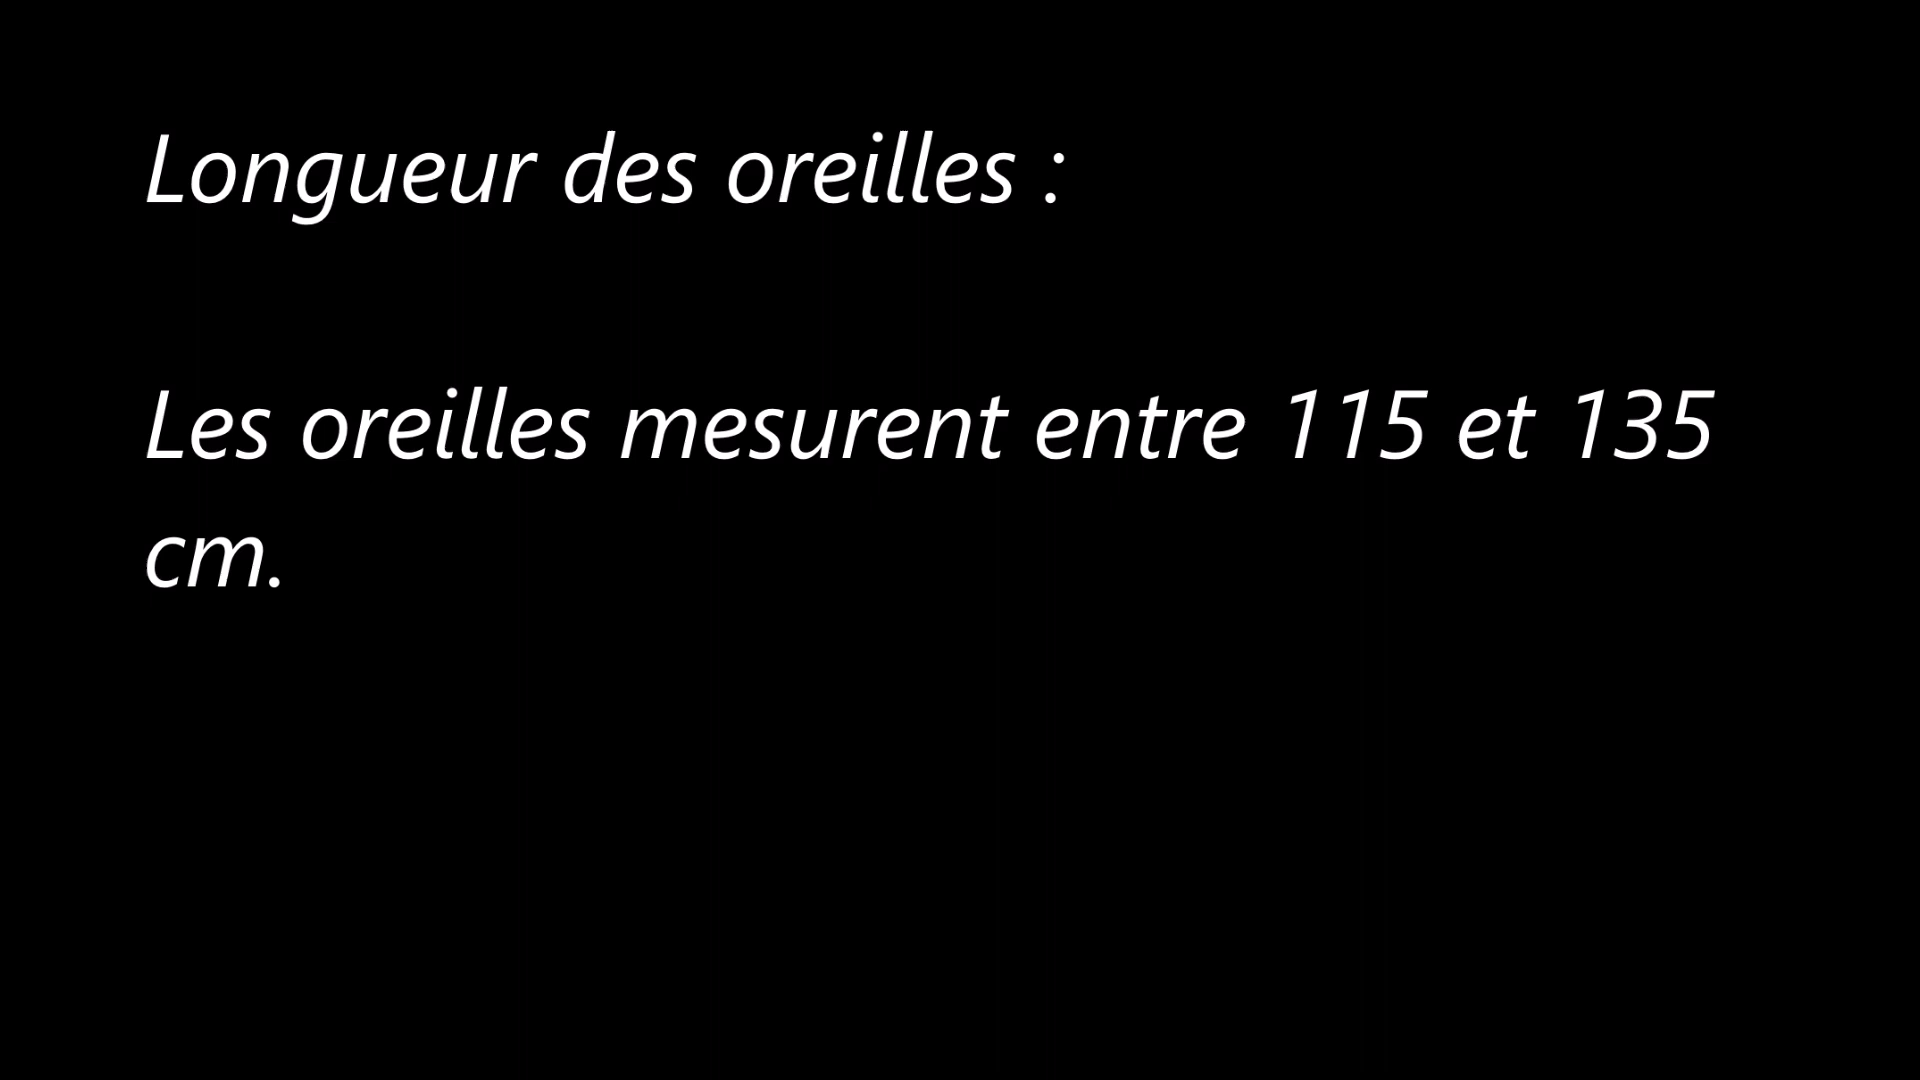 Longueur des oreilles :
Les oreilles mesurent entre 115 et 135
cm.